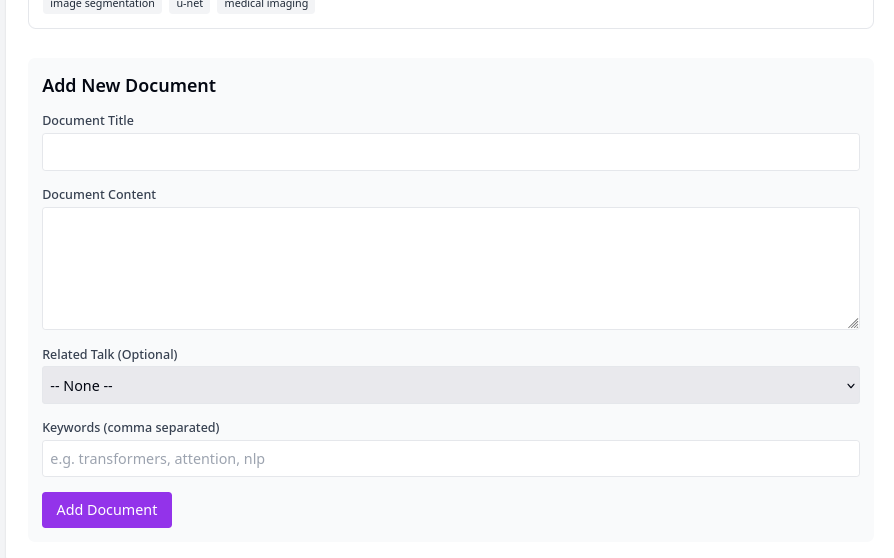 image segmentation u-net medical imaging
Add New Document
Document Title
Document Content
Related Talk (Optional)
-- None --
Keywords (comma separated)
e.g. transformers, attention, nlp
Add Document